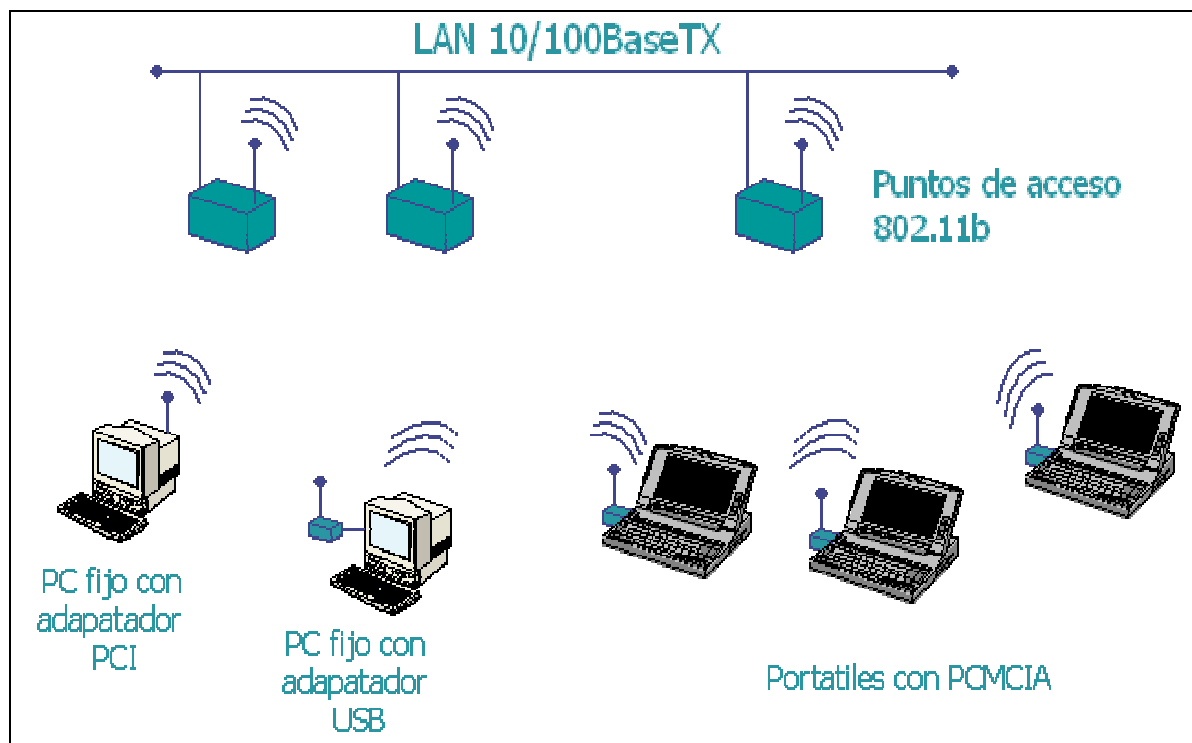 LAN 10/100BaseTX
Puntos de acceso
802.11b
PC fijo con
adapatador
PCI
PC fijo con
adapatador
USB
Portatiles con PCMCIA